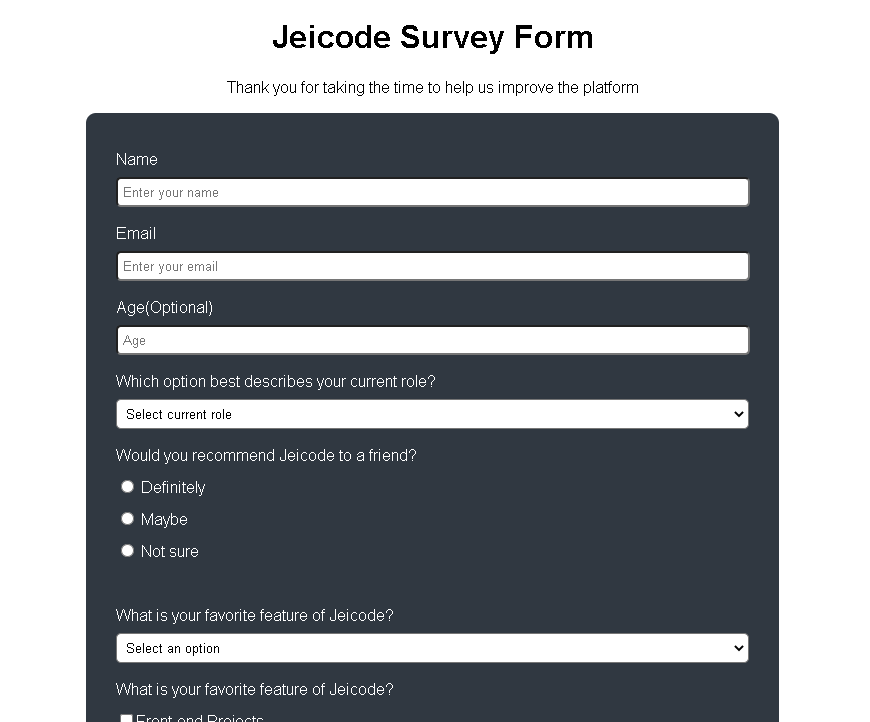 Jeicode Survey Form
Thank you for taking the time to help us improve the platform
Name
Enter your name
Email
Enter your email
Age(Optional)
Age
Which option best describes your current role?
Select current role
Would you recommend Jeicode to a friend?
Definitely
Maybe
Not sure
What is your favorite feature of Jeicode?
Select an option
What is your favorite feature of Jeicode?
Front-end Projects